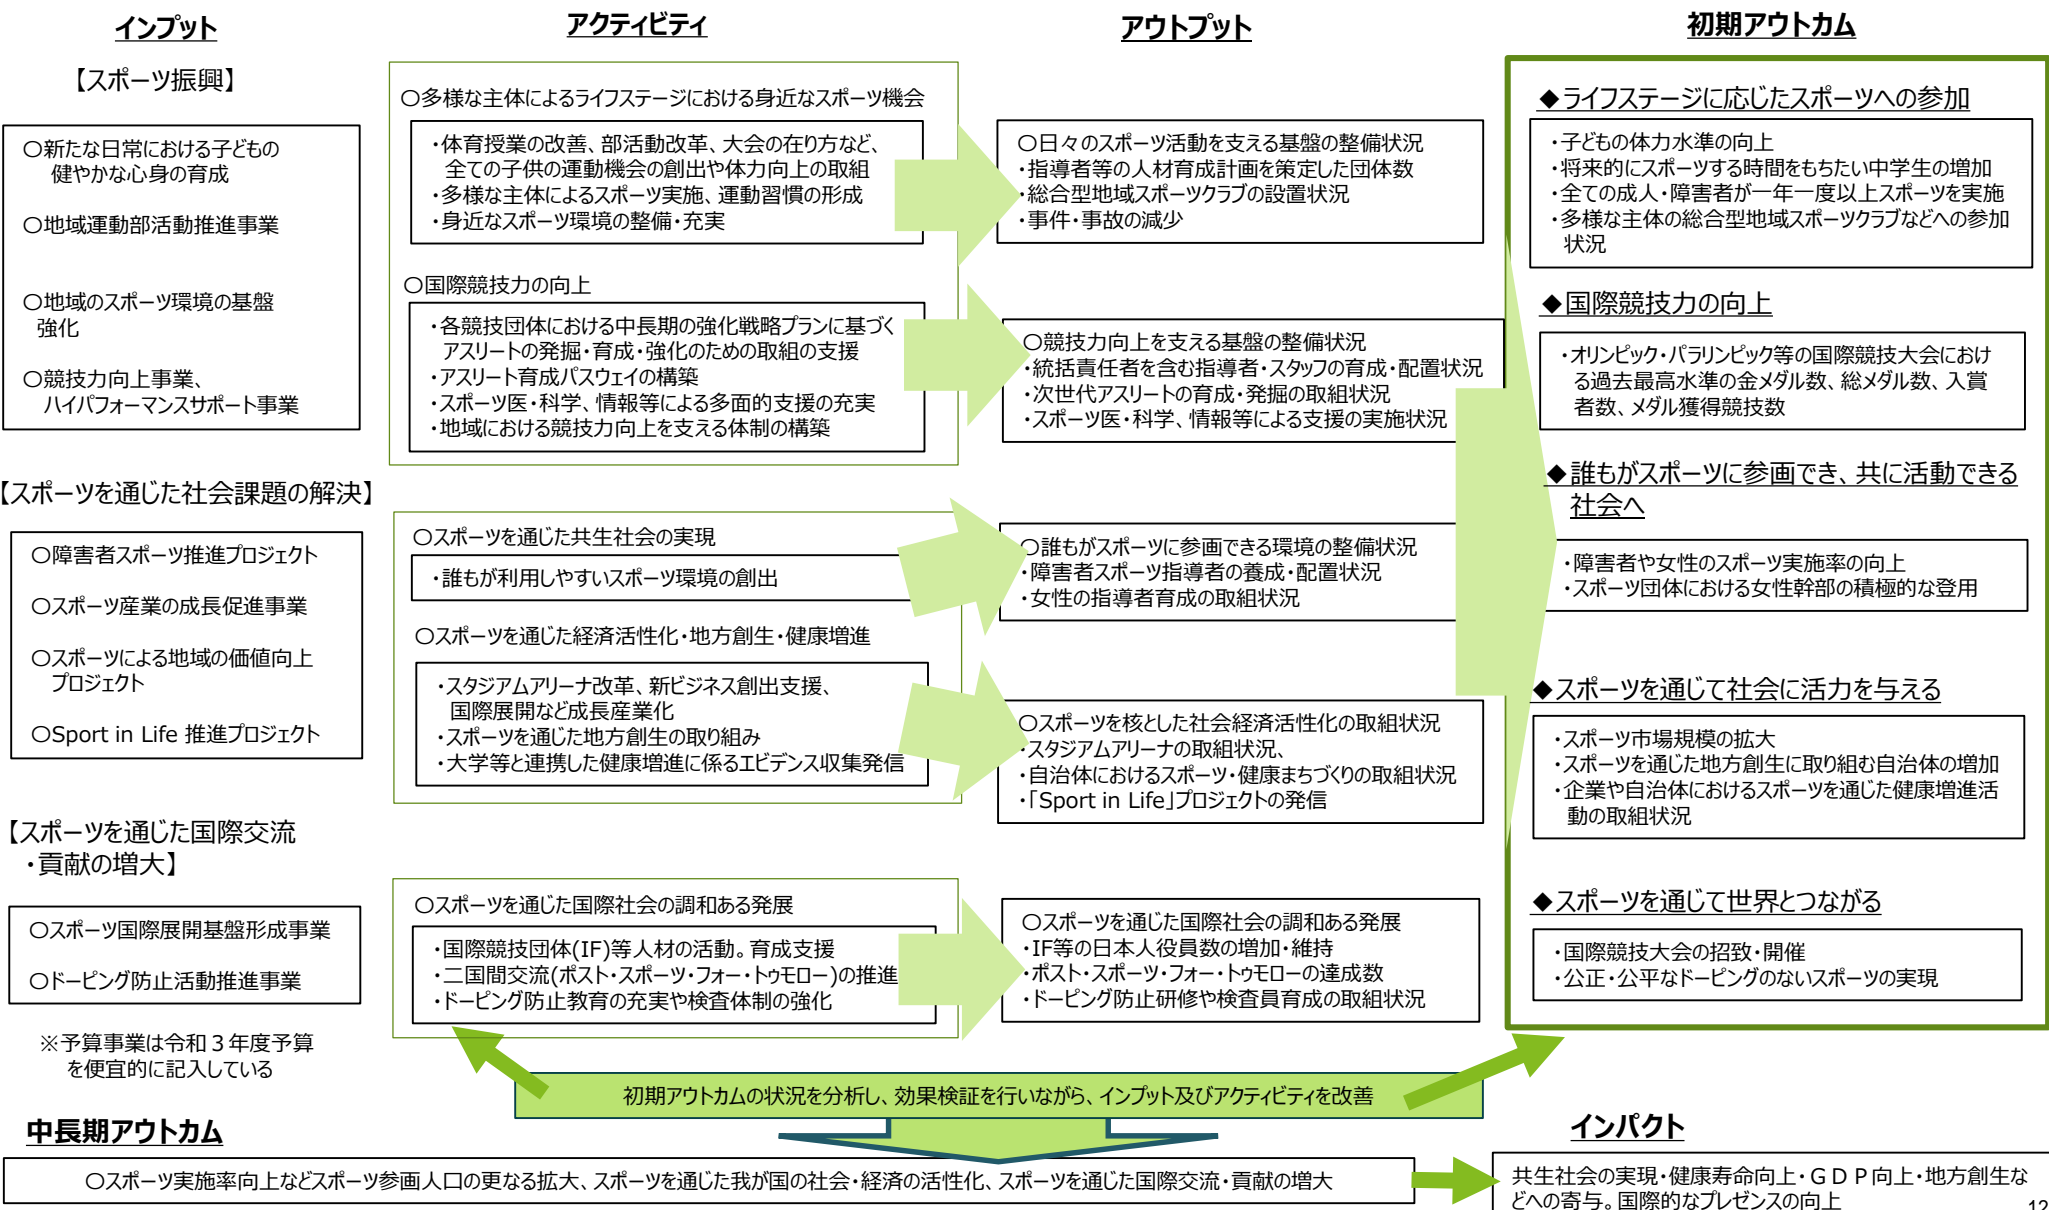 インプット
【スポーツ振興】
〇新たな日常における子どもの
健やかな心身の育成
〇地域運動部活動推進事業
〇地域のスポーツ環境の基盤
強化
〇競技力向上事業、
ハイパフォーマンスサポート事業
【スポーツを通じた社会課題の解決】
〇障害者スポーツ推進プロジェクト
〇スポーツ産業の成長促進事業
〇スポーツによる地域の価値向上
プロジェクト
〇Sport in Life 推進プロジェクト
【スポーツを通じた国際交流
・貢献の増大】
〇スポーツ国際展開基盤形成事業
〇ドーピング防止活動推進事業
※予算事業は令和３年度予算
を便宜的に記入している
アクティビティ
〇多様な主体によるライフステージにおける身近なスポーツ機会
・体育授業の改善、部活動改革、大会の在り方など、
全ての子供の運動機会の創出や体力向上の取組
・多様な主体によるスポーツ実施、運動習慣の形成
・身近なスポーツ環境の整備・充実
〇国際競技力の向上
・各競技団体における中長期の強化戦略プランに基づく
アスリートの発掘・育成・強化のための取組の支援
・アスリート育成パスウェイの構築
・スポーツ医・科学、情報等による多面的支援の充実
・地域における競技力向上を支える体制の構築
〇スポーツを通じた共生社会の実現
・誰もが利用しやすいスポーツ環境の創出
〇スポーツを通じた経済活性化・地方創生・健康増進
・スタジアムアリーナ改革、新ビジネス創出支援、
国際展開など成長産業化
・スポーツを通じた地方創生の取り組み
・大学等と連携した健康増進に係るエビデンス収集発信
〇スポーツを通じた国際社会の調和ある発展
・国際競技団体(IF)等人材の活動。育成支援
・二国間交流(ポスト・スポーツ・フォー・トゥモロー)の推進
・ドーピング防止教育の充実や検査体制の強化
アウトプット
〇日々のスポーツ活動を支える基盤の整備状況
・指導者等の人材育成計画を策定した団体数
・総合型地域スポーツクラブの設置状況
・事件・事故の減少
〇競技力向上を支える基盤の整備状況
・統括責任者を含む指導者・スタッフの育成・配置状況
・次世代アスリートの育成・発掘の取組状況
・スポーツ医・科学、情報等による支援の実施状況
〇誰もがスポーツに参画できる環境の整備状況
・障害者スポーツ指導者の養成・配置状況
・女性の指導者育成の取組状況
〇スポーツを核とした社会経済活性化の取組状況
・スタジアムアリーナの取組状況、
・自治体におけるスポーツ・健康まちづくりの取組状況
・「Sport in Life」プロジェクトの発信
〇スポーツを通じた国際社会の調和ある発展
・IF等の日本人役員数の増加・維持
・ポスト・スポーツ・フォー・トゥモローの達成数
・ドーピング防止研修や検査員育成の取組状況
初期アウトカム
◆ライフステージに応じたスポーツへの参加
・子どもの体力水準の向上
・将来的にスポーツする時間をもちたい中学生の増加
・全ての成人・障害者が一年一度以上スポーツを実施
・多様な主体の総合型地域スポーツクラブなどへの参加
状況
◆国際競技力の向上
・オリンピック・パラリンピック等の国際競技大会におけ
る過去最高水準の金メダル数、総メダル数、入賞
者数、メダル獲得競技数
◆誰もがスポーツに参画でき、共に活動できる
社会へ
・障害者や女性のスポーツ実施率の向上
・スポーツ団体における女性幹部の積極的な登用
◆スポーツを通じて社会に活力を与える
・スポーツ市場規模の拡大
・スポーツを通じた地方創生に取り組む自治体の増加
・企業や自治体におけるスポーツを通じた健康増進活
動の取組状況
◆スポーツを通じて世界とつながる
・国際競技大会の招致・開催
・公正・公平なドーピングのないスポーツの実現
初期アウトカムの状況を分析し、効果検証を行いながら、インプット及びアクティビティを改善
中長期アウトカム
〇スポーツ実施率向上などスポーツ参画人口の更なる拡大、スポーツを通じた我が国の社会・経済の活性化、スポーツを通じた国際交流・貢献の増大
インパクト
共生社会の実現・健康寿命向上・ＧＤＰ向上・地方創生な
どへの寄与。国際的なプレゼンスの向上
12